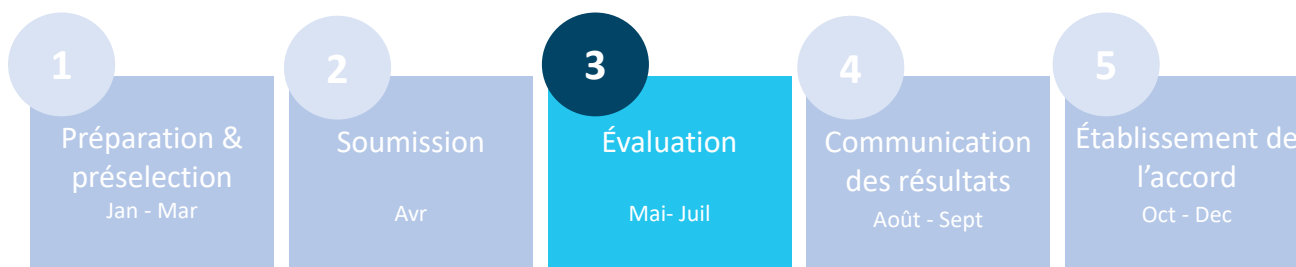 1
Préparation &
préselection
Jan - Mar
2
Soumission
Avr
3
Évaluation
Mai- Juil
4
Communication
des résultats
Août - Sept
5
Établissement de
l’accord
Oct - Dec